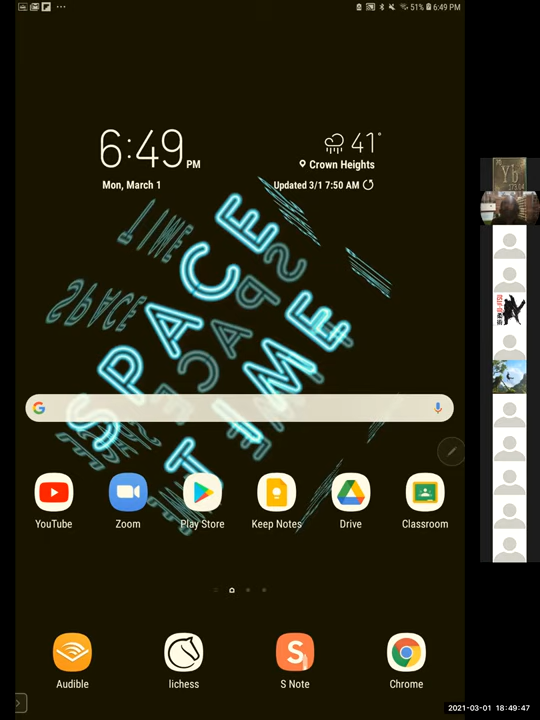 51% 6:49 PM
6:49 PM
Mon, March 1
41°
Crown Heights
Updated 3/1 7:50 AM
TIME
SPACE
SPACE
SPACE
TIME
G
YouTube
Zoom
Play Store
Keep Notes
Drive
Classroom
Audible
lichess
S Note
Chrome
S
Yb
2021-03-01 18:49:47